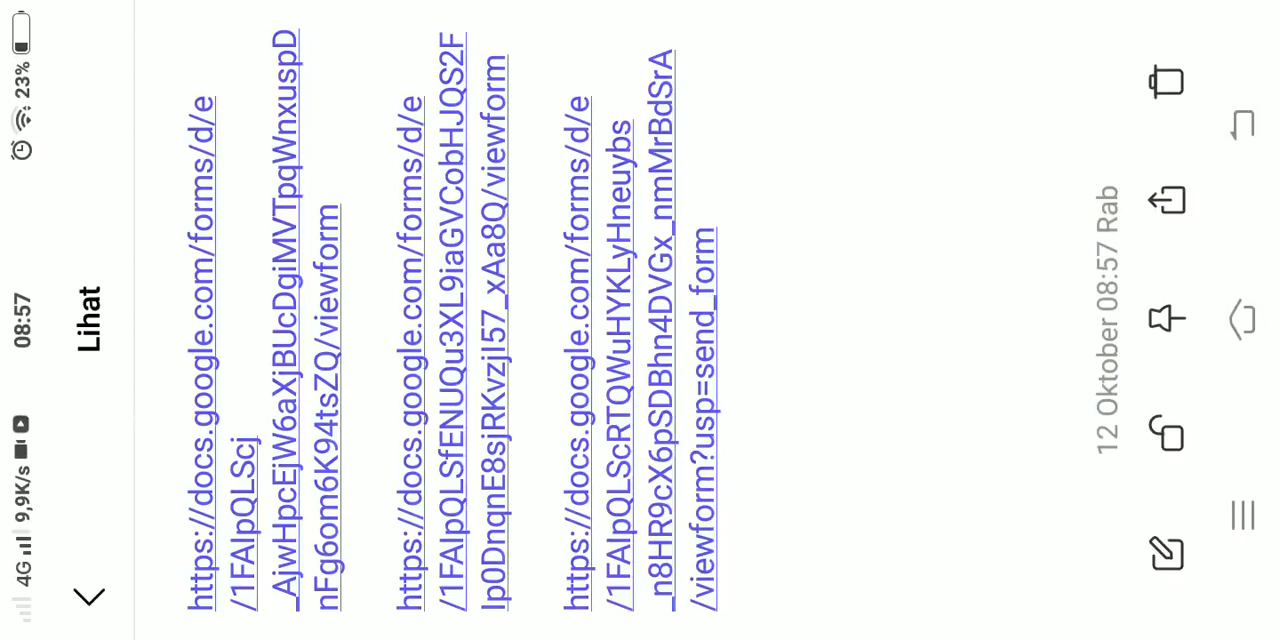 4G 9,9K/s 08:57 23%
Lihat
https://docs.google.com/forms/d/e
/1FAIpQLScj
_AjwHpcEjW6aXjBUcDgiMVTpqWnxuspD
nFg6om6K94tsZQ/viewform
https://docs.google.com/forms/d/e
/1FAIpQLSfENUQu3XL9iaGVCobHJQS2F
lp0DnqnE8sjRKvzjI57_xAa8Q/viewform
https://docs.google.com/forms/d/e
/1FAIpQLScRTQWuHYKLyHneuybs
_n8HR9cX6pSDBhn4DVGx_nmMrBdSrA
/viewform?usp=send_form
12 Oktober 08:57 Rab